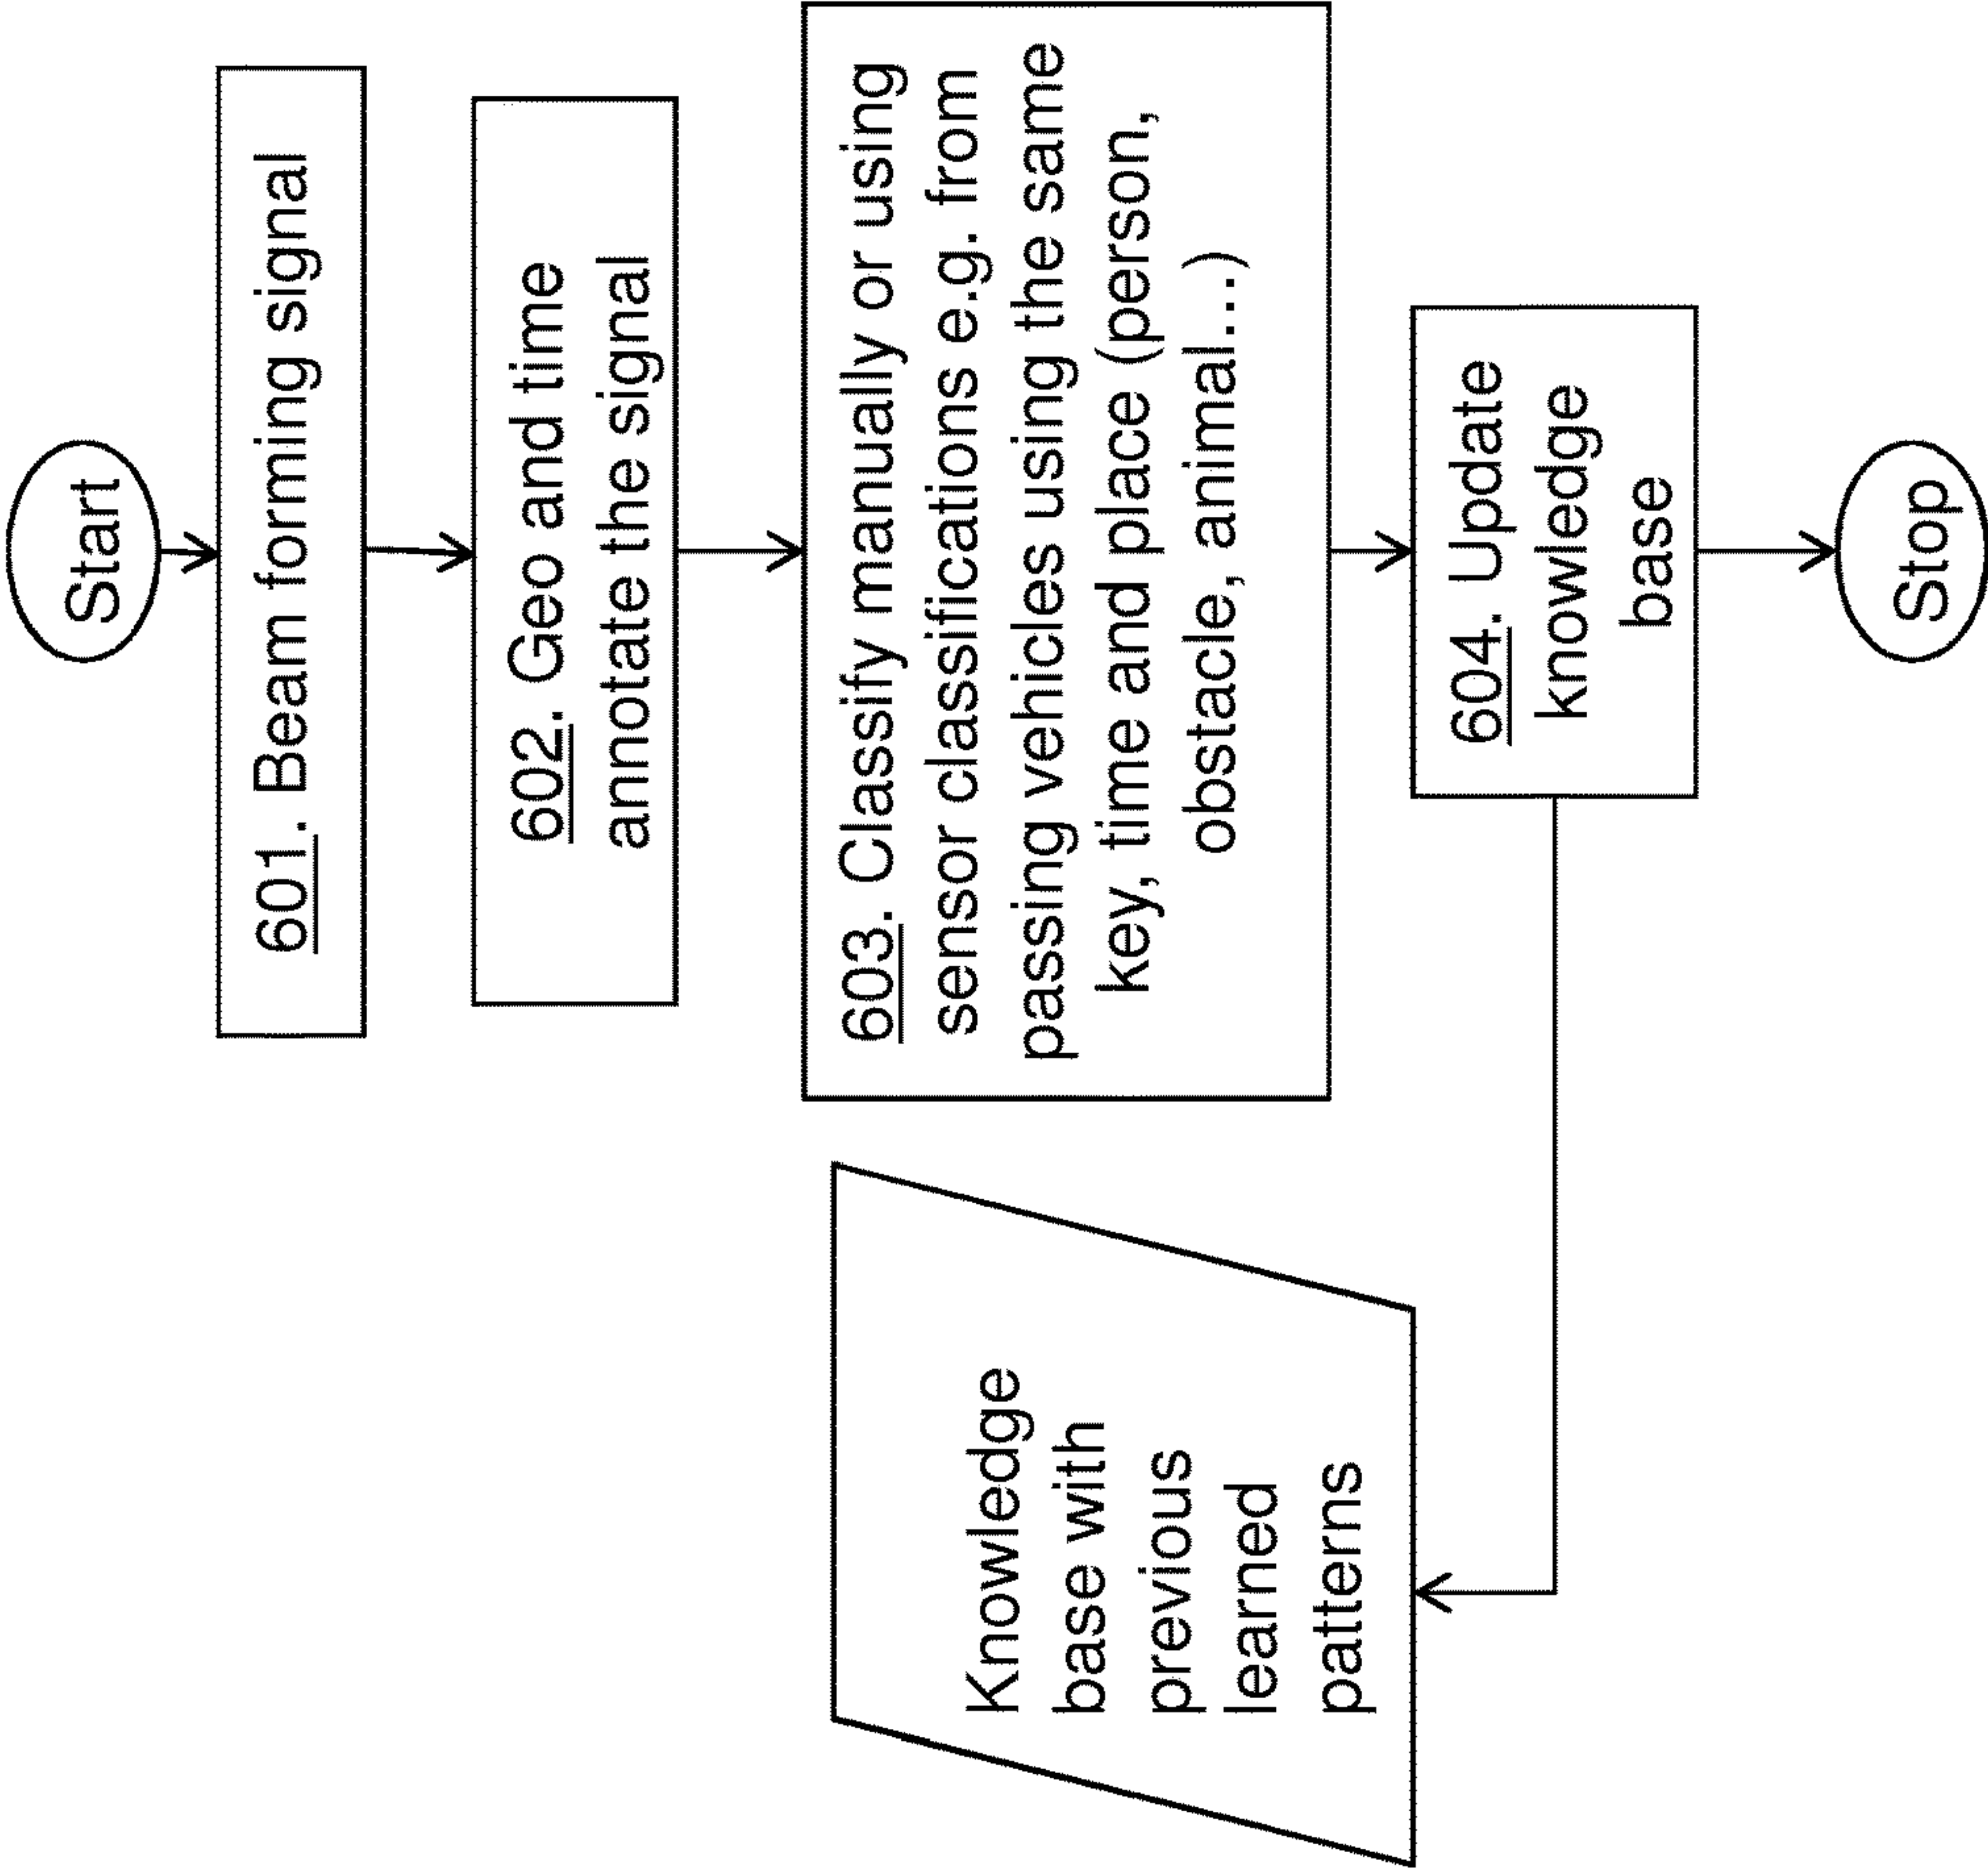 Start
601. Beam forming signal
602. Geo and time
annotate the signal
603. Classify manually or using
sensor classifications e.g. from
passing vehicles using the same
key, time and place (person,
obstacle, animal…)
604. Update
knowledge
base
Stop
Knowledge
base with
previous
learned
patterns